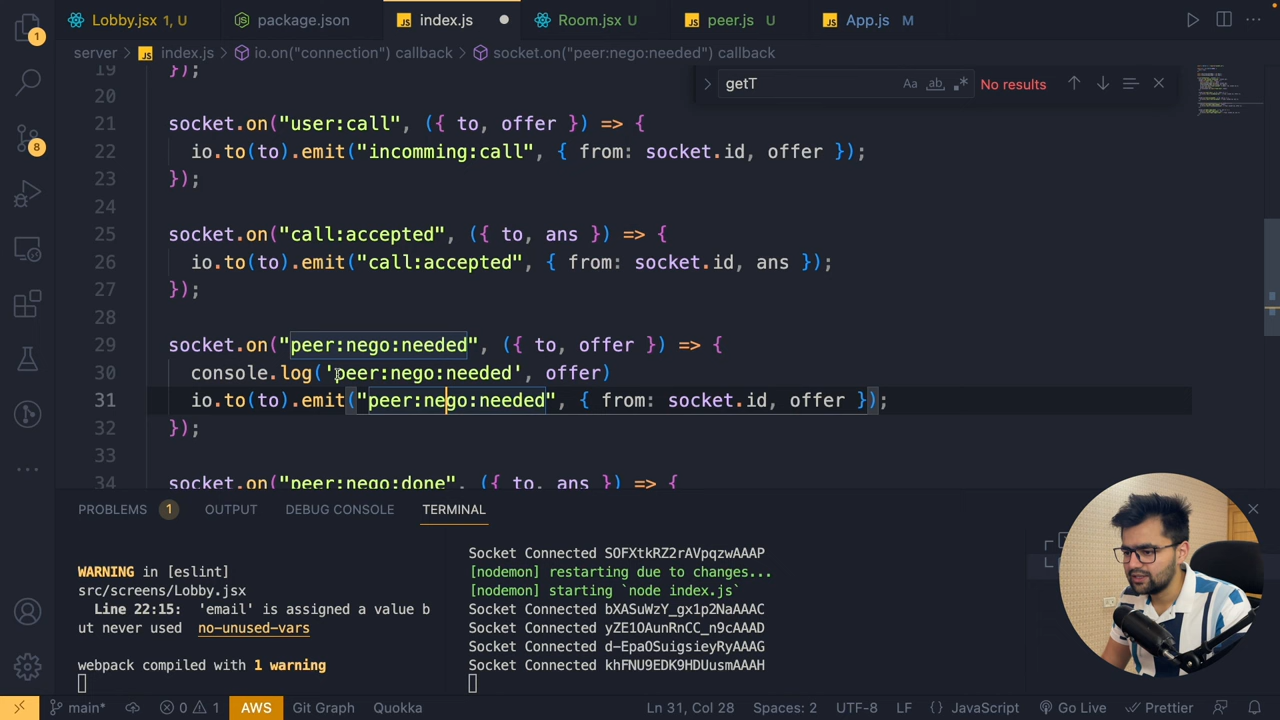 Lobby.jsx 1, U
package.json
index.js
Room.jsx U
peer.js U
App.js M
server > index.js > io.on("connection") callback > socket.on("peer:nego:needed") callback
getT
Aa ab No results
19 });
20
21 socket.on("user:call", ({ to, offer }) => {
22 io.to(to).emit("incomming:call", { from: socket.id, offer });
23 });
24
25 socket.on("call:accepted", ({ to, ans }) => {
26 io.to(to).emit("call:accepted", { from: socket.id, ans });
27 });
28
29 socket.on("peer:nego:needed", ({ to, offer }) => {
30 console.log('peer:nego:needed', offer)
31 io.to(to).emit("peer:nego:needed", { from: socket.id, offer });
32 });
33
34 socket.on("peer:nego:done", ({ to, ans }) => {
1
8
PROBLEMS 1 OUTPUT DEBUG CONSOLE TERMINAL
WARNING in [eslint]
src/screens/Lobby.jsx
Line 22:15: 'email' is assigned a value b
ut never used no-unused-vars
webpack compiled with 1 warning
Socket Connected SOFXtkRZ2rAVpqzwAAAP
[nodemon] restarting due to changes...
[nodemon] starting `node index.js`
Socket Connected bXASuWzY_gx1p2NaAAAC
Socket Connected yZE1OAunRnCC_n9cAAAD
Socket Connected d-EpaOSuigsieyRyAAAG
Socket Connected khFNU9EDK9HDUusmAAAH
main* 0 1 AWS Git Graph Quokka Ln 31, Col 28 Spaces: 2 UTF-8 LF {} JavaScript Go Live Prettier